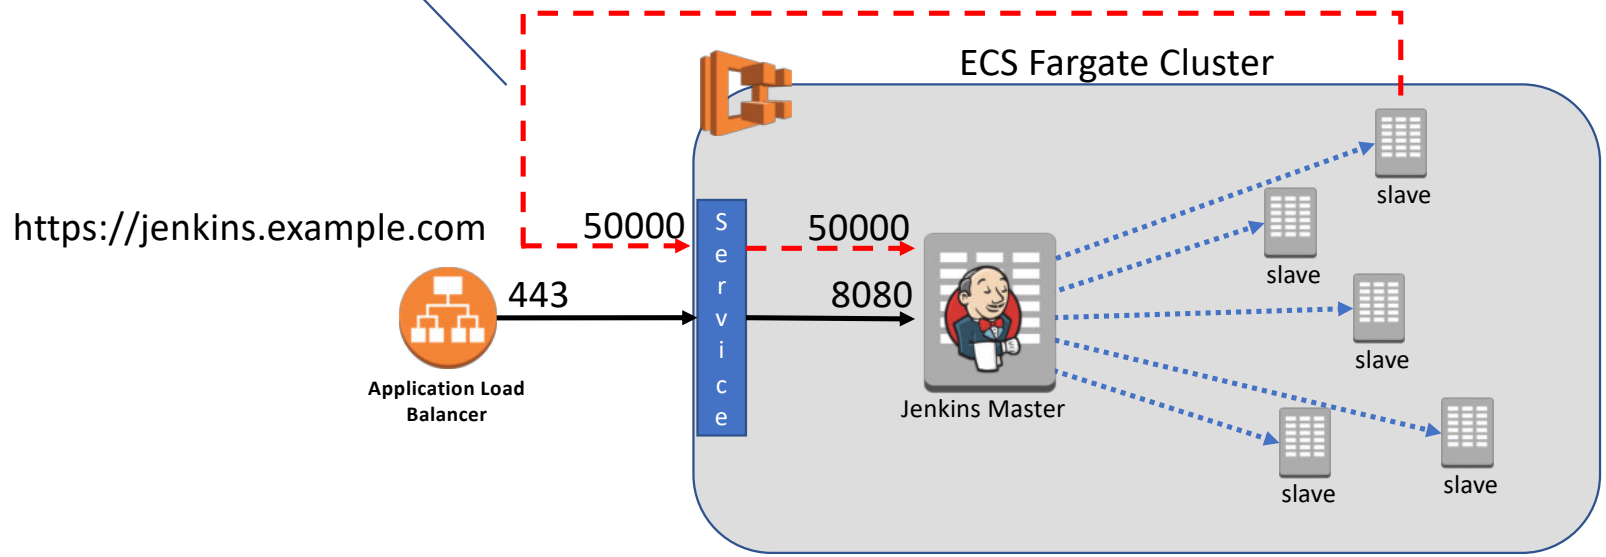 ECS Fargate Cluster
slave
https://jenkins.example.com
50000
Service
50000
slave
443
8080
slave
Application Load
Balancer
Jenkins Master
slave
slave